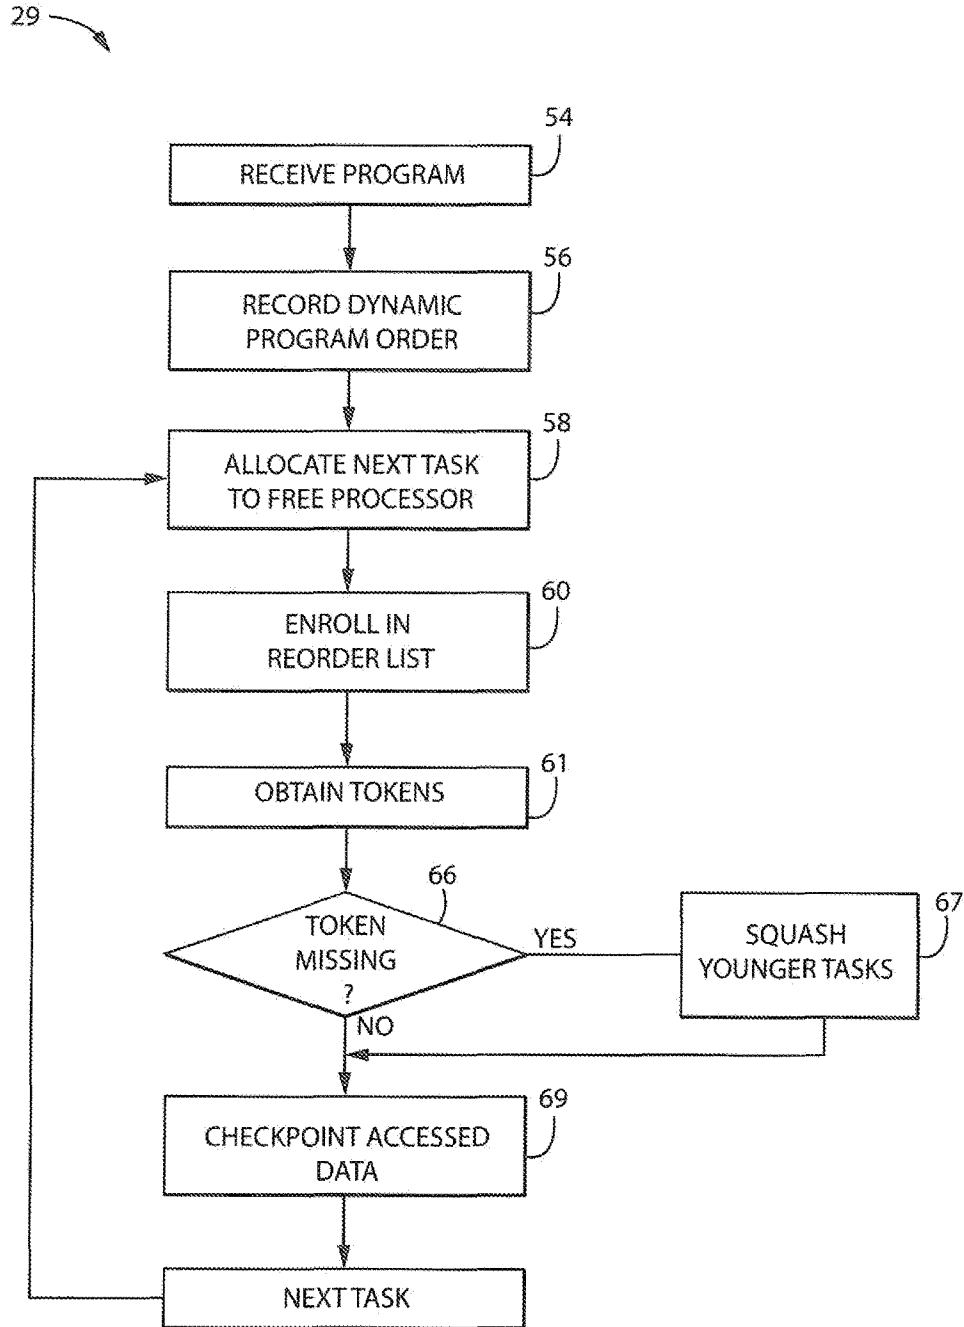 29
54
RECEIVE PROGRAM
56
RECORD DYNAMIC
PROGRAM ORDER
58
ALLOCATE NEXT TASK
TO FREE PROCESSOR
60
ENROLL IN
REORDER LIST
61
OBTAIN TOKENS
66
TOKEN
MISSING
?
YES
67
SQUASH
YOUNGER TASKS
NO
69
CHECKPOINT ACCESSED
DATA
NEXT TASK